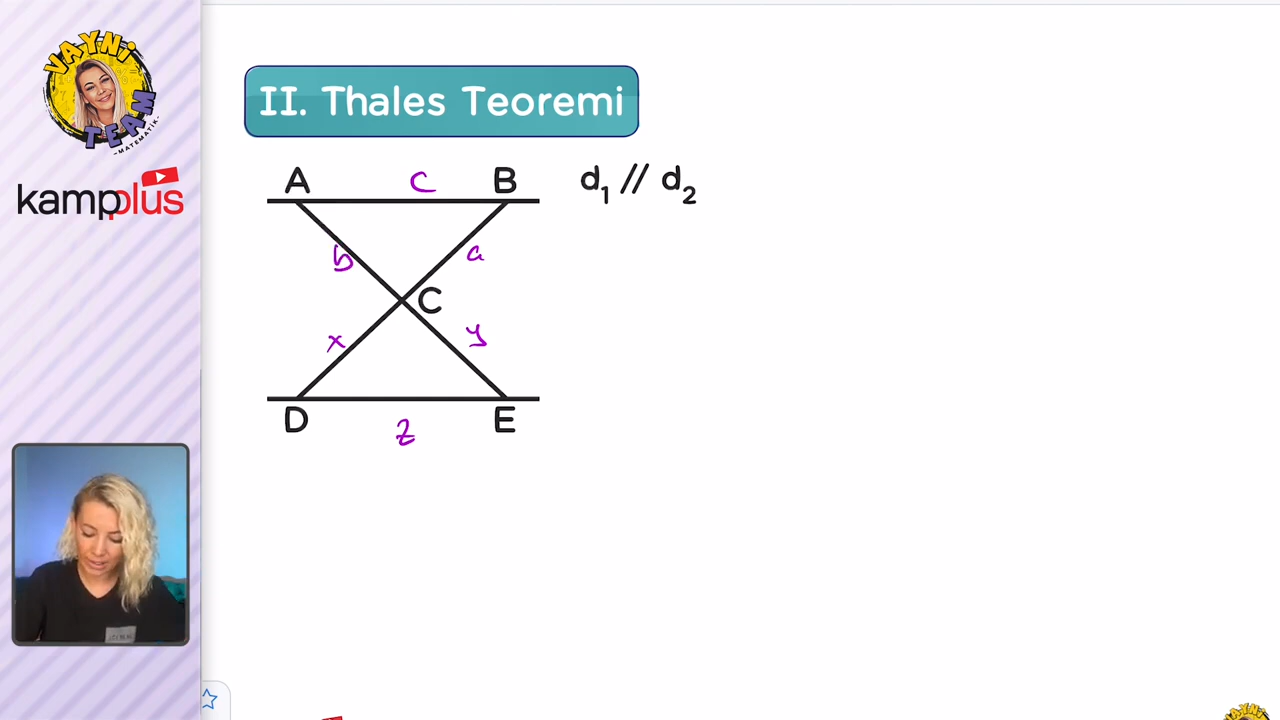 VAYNi
TEAM
-MATEMATİK-
kampplus
II. Thales Teoremi
A c B d₁ // d₂
b a
C
x y
D E
z